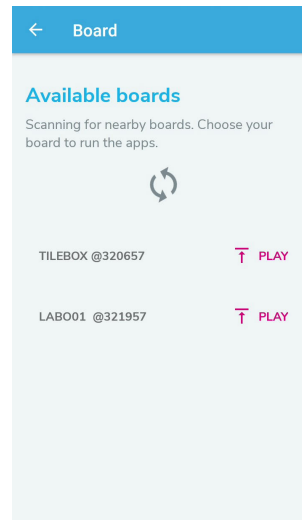 Board
Available boards
Scanning for nearby boards. Choose your
board to run the apps.
TILEBOX @320657 PLAY
LABO01 @321957 PLAY